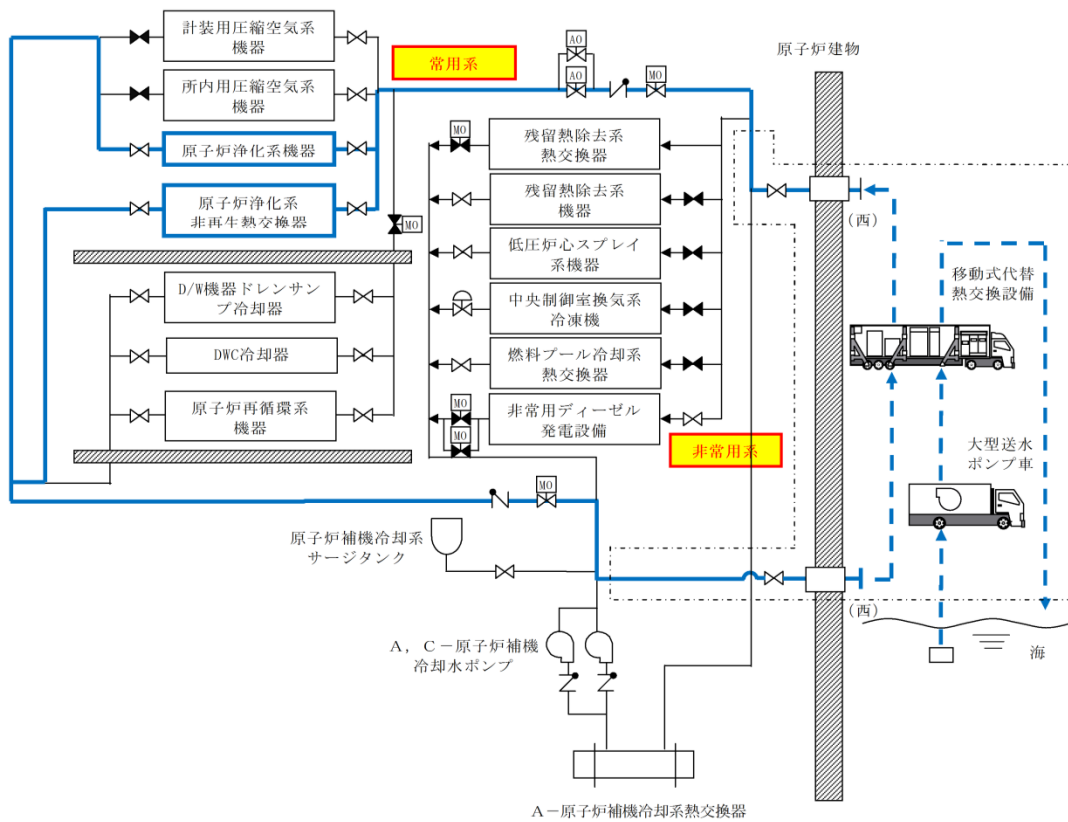 計装用圧縮空気系
機器
所内用圧縮空気系
機器
原子炉浄化系機器
原子炉浄化系
非再生熱交換器
MO
D/W機器ドレンサン
プ冷却器
DWC冷却器
原子炉再循環系
機器
常用系
AO
AO
MO
原子炉建物
MO
残留熱除去系
熱交換器
残留熱除去系
機器
低圧炉心スプレイ
系機器
中央制御室換気系
冷凍機
燃料プール冷却系
熱交換器
MO
MO
非常用ディーゼル
発電設備
非常用系
(西)
移動式代替
熱交換設備
大型送水
ポンプ車
MO
原子炉補機冷却系
サージタンク
(西)
海
A,C-原子炉補機
冷却水ポンプ
A-原子炉補機冷却系熱交換器